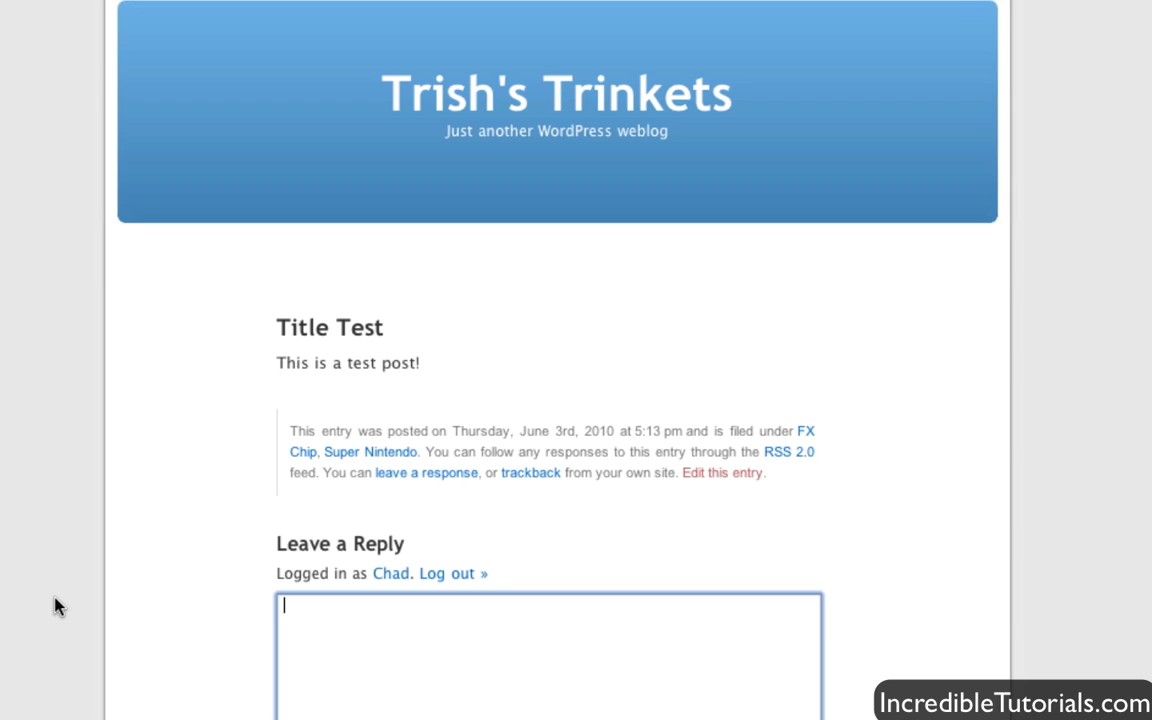 Trish's Trinkets
Just another WordPress weblog
Title Test
This is a test post!
This entry was posted on Thursday, June 3rd, 2010 at 5:13 pm and is filed under FX
Chip, Super Nintendo. You can follow any responses to this entry through the RSS 2.0
feed. You can leave a response, or trackback from your own site. Edit this entry.
Leave a Reply
Logged in as Chad. Log out »
IncredibleTutorials.com